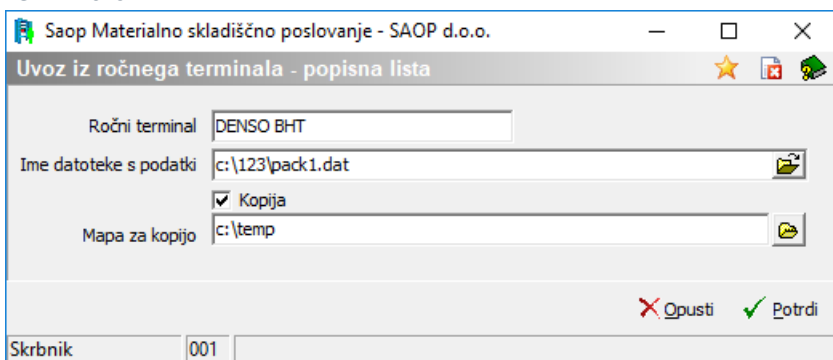 Saop Materialno skladiščno poslovanje - SAOP d.o.o.
Uvoz iz ročnega terminala - popisna lista
Ročni terminal DENSO BHT
Ime datoteke s podatki c:\123\pack1.dat
Kopija
Mapa za kopijo c:\temp
Opusti Potrdi
Skrbnik 001